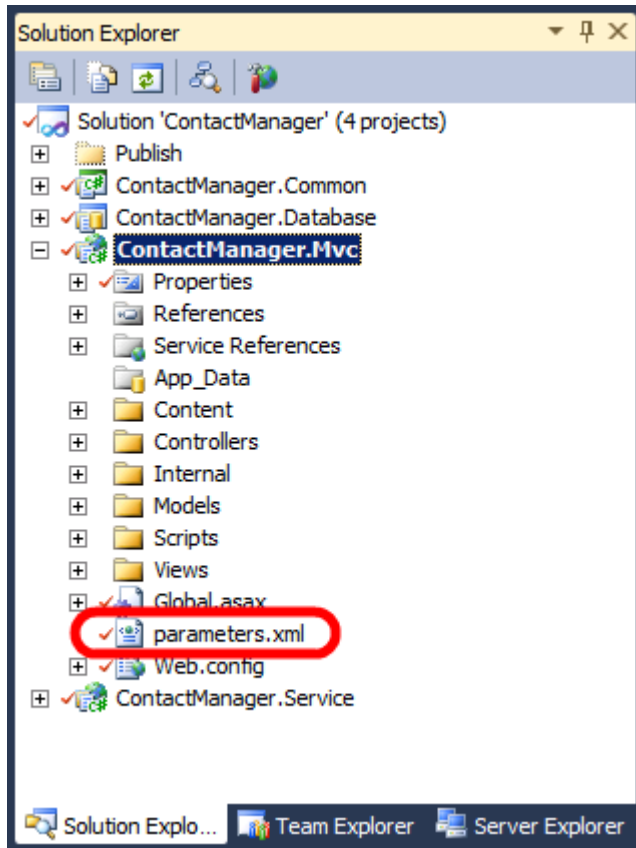 Solution Explorer
Solution 'ContactManager' (4 projects)
Publish
ContactManager.Common
ContactManager.Database
ContactManager.Mvc
Properties
References
Service References
App_Data
Content
Controllers
Internal
Models
Scripts
Views
Global.asax
parameters.xml
Web.config
ContactManager.Service
Solution Explo... Team Explorer Server Explorer